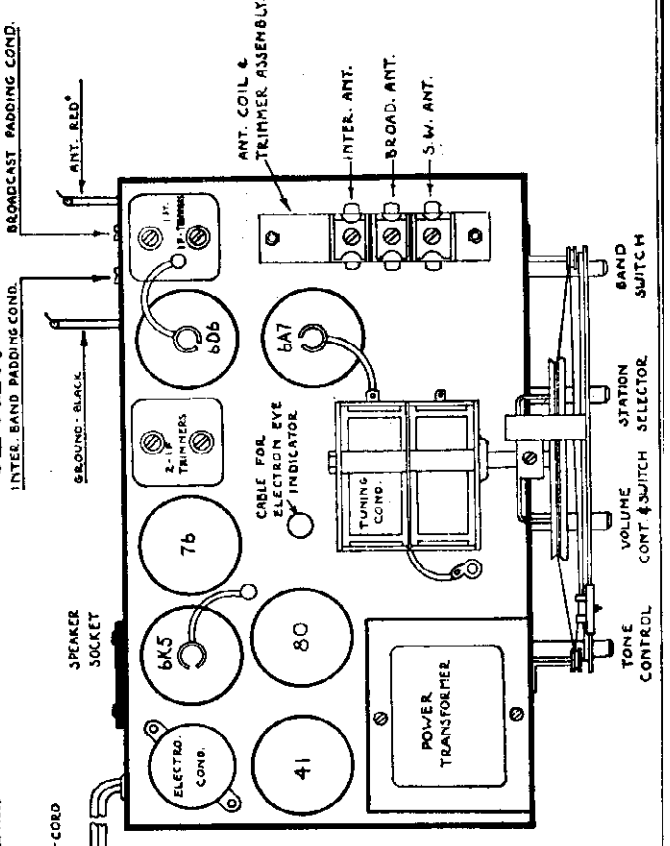 BROADCAST PADDING COND.
INTER. BAND PADDING COND.
ANT. RED
GROUND - BLACK
SPEAKER
SOCKET
-CORD
ANT. COIL &
TRIMMER ASSEMBLY.
INTER. ANT.
BROAD. ANT.
S.W. ANT.
1 F. TRIMMERS
6D6
6A7
2-IF
TRIMMERS
76
CABLE FOR
ELECTRON EYE
INDICATOR
TUNING
COND.
6K5
80
ELECTRO.
COND.
41
POWER
TRANSFORMER
TONE
CONTROL
VOLUME
CONT. & SWITCH
STATION
SELECTOR
BAND
SWITCH